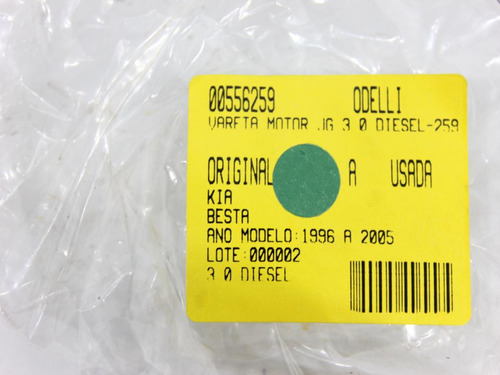 00556259 ODELLI
VARETA MOTOR JG 3 0 DIESEL-259
ORIGINAL A USADA
KIA
BESTA
ANO MODELO:1996 A 2005
LOTE:000002
3 0 DIESEL